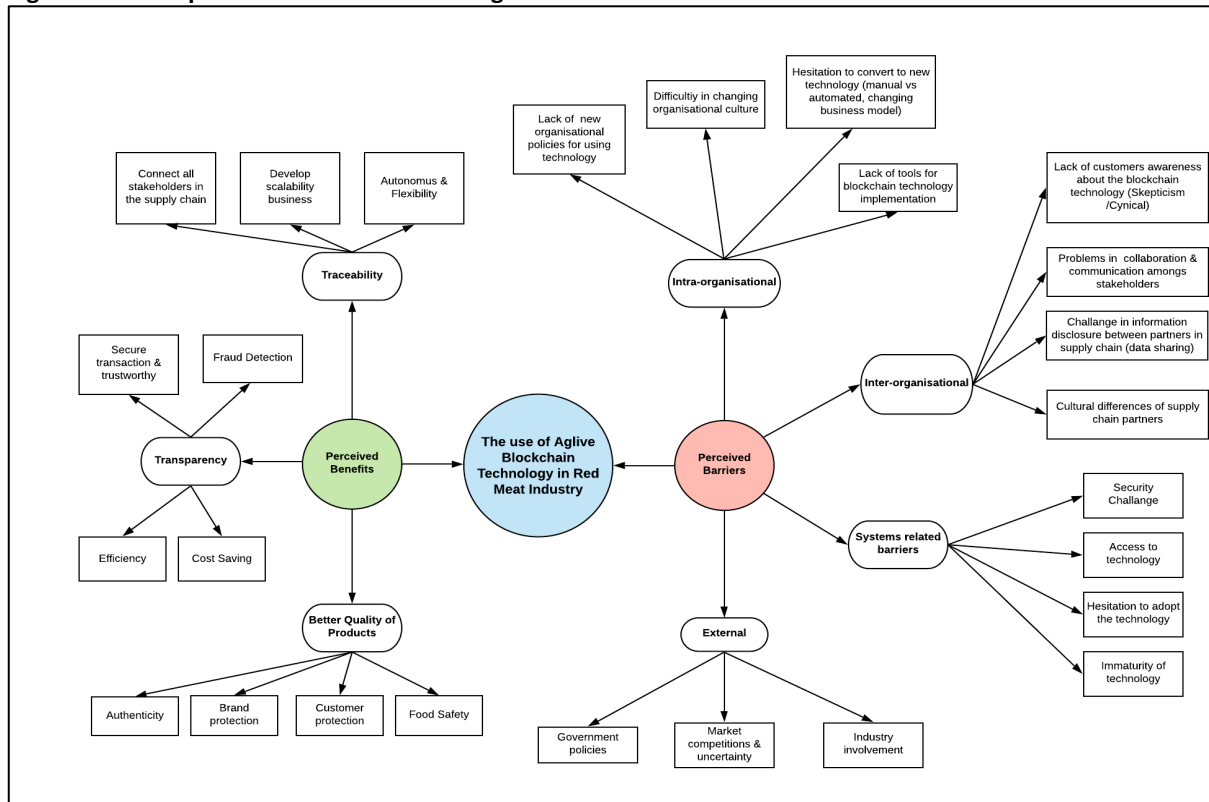 Hesitation to convert to new
technology (manual vs
automated, changing
business model)
Difficultiy in changing
organisational culture
Lack of new
organisational
policies for using
technology
Lack of tools for
blockchain technology
implementation
Connect all
stakeholders in
the supply chain
Develop
scalability
business
Autonomus &
Flexibility
Lack of customers awareness
about the blockchain
technology (Skepticism
/Cynical)
Traceability
Intra-organisational
Problems in collaboration &
communication amongs
stakeholders
Challange in information
disclosure between partners in
supply chain (data sharing)
Cultural differences of supply
chain partners
Inter-organisational
Secure
transaction &
trustworthy
Fraud Detection
Transparency
Perceived
Benefits
The use of Aglive
Blockchain
Technology in Red
Meat Industry
Perceived
Barriers
Efficiency
Cost Saving
Systems related
barriers
Security
Challange
Access to
technology
Hesitation to adopt
the technology
Immaturity of
technology
Better Quality of
Products
External
Authenticity
Brand
protection
Customer
protection
Food Safety
Government
policies
Market
competitions &
uncertainty
Industry
involvement